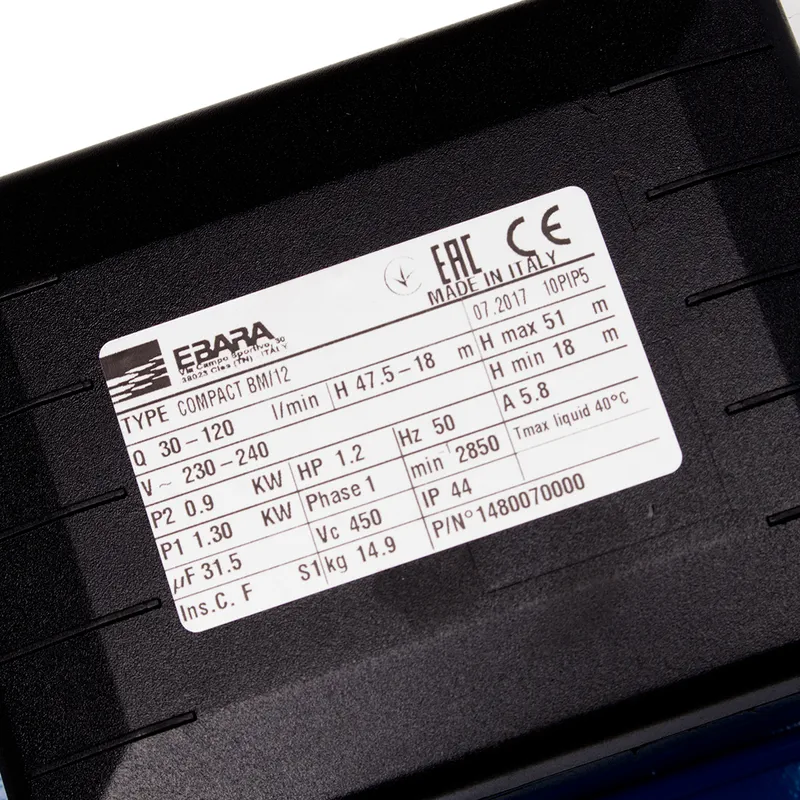 EAC CE
MADE IN ITALY
EBARA
Via Campo Sportivo, 30
38023 Cles (TN) ITALY
07.2017 10PIP5
TYPE COMPACT BM/12
Q 30-120 l/min H 47.5-18 m H max 51 m
V~ 230-240 H min 18 m
P2 0.9 KW HP 1.2 Hz 50 A 5.8
P1 1.30 KW Phase 1 min⁻¹ 2850 Tmax liquid 40°C
µF 31.5 Vc 450 IP 44
Ins.C. F S1 kg 14.9 P/N°1480070000